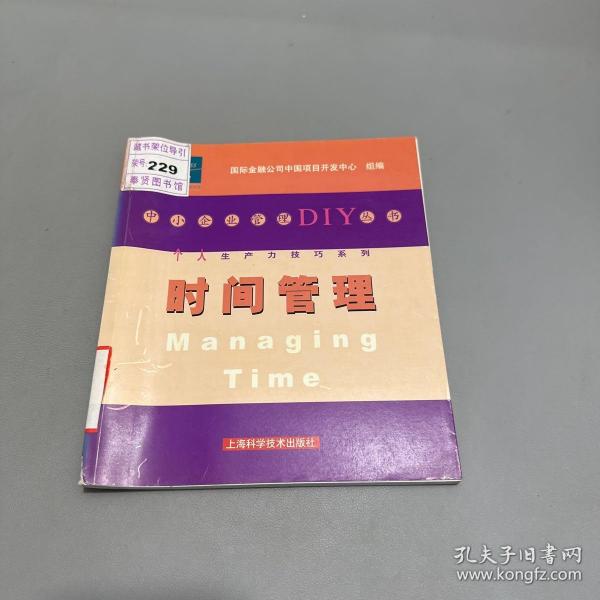 藏书架位导引
架号:229
奉贤图书馆
国际金融公司中国项目开发中心 组编
中小企业管理DIY丛书
个人生产力技巧系列
时间管理
Managing
Time
上海科学技术出版社
孔夫子旧书网
www.kongfz.com